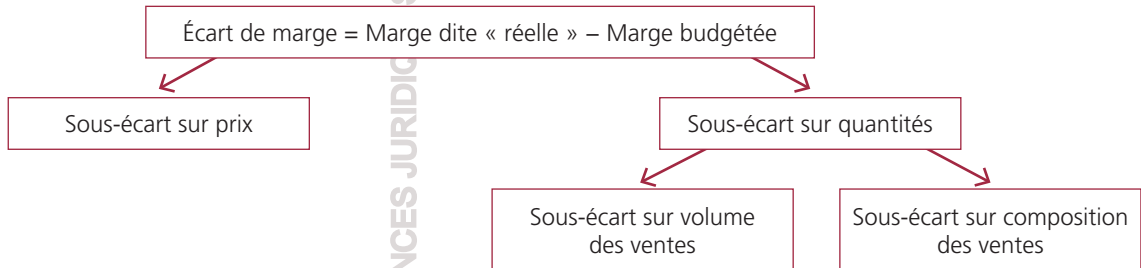 Écart de marge = Marge dite « réelle » – Marge budgétée
Sous-écart sur prix
Sous-écart sur quantités
Sous-écart sur volume
des ventes
Sous-écart sur composition
des ventes